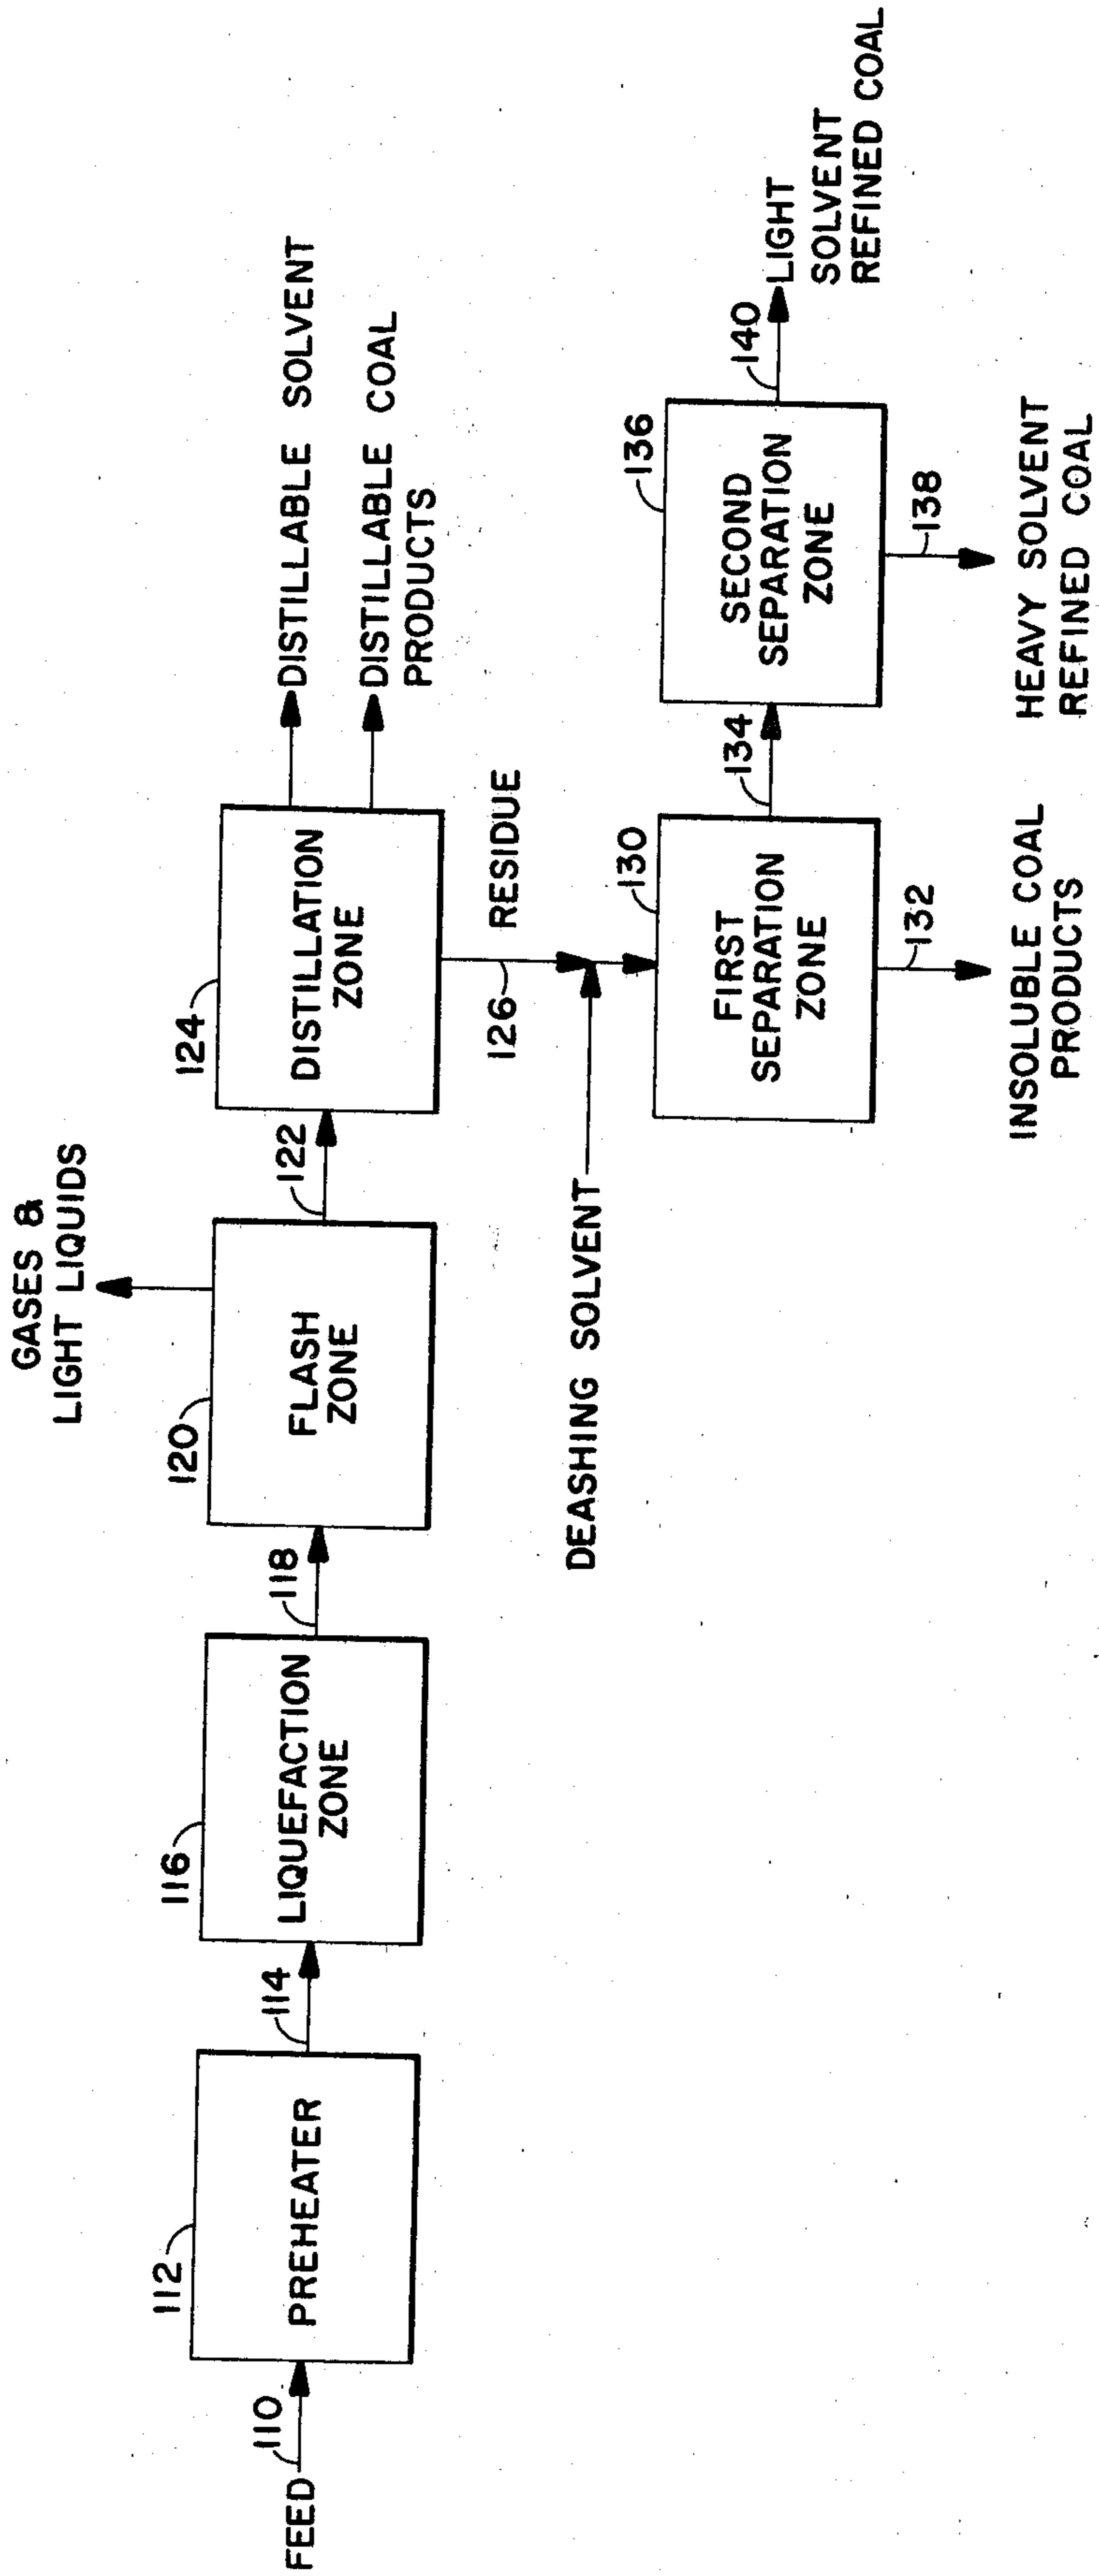 FEED
110
112
PREHEATER
114
116
LIQUEFACTION
ZONE
118
120
FLASH
ZONE
GASES &
LIGHT LIQUIDS
122
124
DISTILLATION
ZONE
DISTILLABLE SOLVENT
DISTILLABLE COAL
PRODUCTS
126
RESIDUE
DEASHING SOLVENT
130
FIRST
SEPARATION
ZONE
132
INSOLUBLE COAL
PRODUCTS
134
136
SECOND
SEPARATION
ZONE
138
HEAVY SOLVENT
REFINED COAL
140
LIGHT
SOLVENT
REFINED COAL